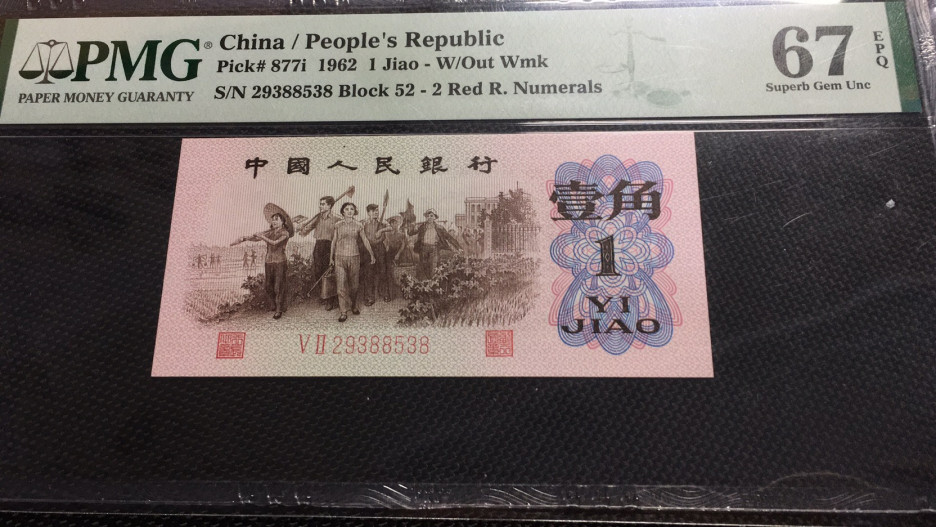 PMG® China / People's Republic
Pick# 877i 1962 1 Jiao - W/Out Wmk
PAPER MONEY GUARANTY
S/N 29388538 Block 52 - 2 Red R. Numerals
67 EPQ
Superb Gem Unc
中國人民銀行
壹角
1
YI
JIAO
V II 29388538